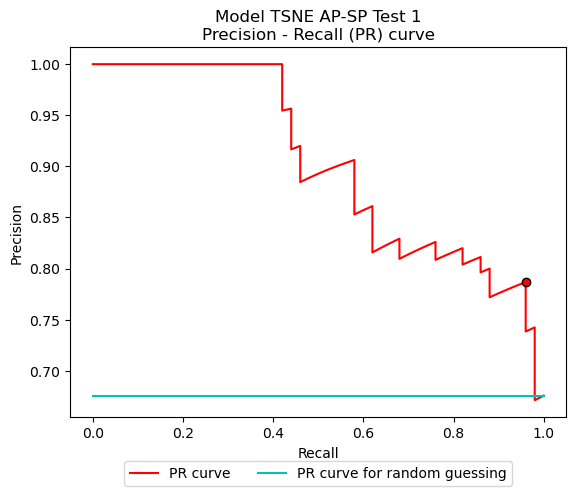 Model TSNE AP-SP Test 1
Precision - Recall (PR) curve
1.00
0.95
0.90
0.85
0.80
0.75
0.70
Precision
0.0 0.2 0.4 0.6 0.8 1.0
Recall
PR curve PR curve for random guessing